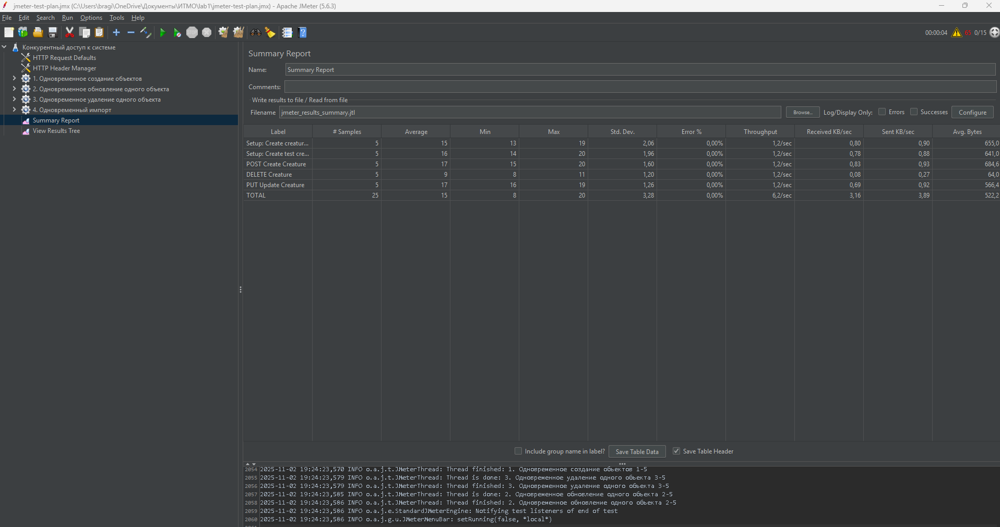 jmeter-test-plan.jmx (C:\Users\bragi\OneDrive\Документы\ИТМО\lab1\jmeter-test-plan.jmx) - Apache JMeter (5.6.3)
File Edit Search Run Options Tools Help
00:00:04 65 0/15
Конкурентный доступ к системе
HTTP Request Defaults
HTTP Header Manager
1. Одновременное создание объектов
2. Одновременное обновление одного объекта
3. Одновременное удаление одного объекта
4. Одновременный импорт
Summary Report
View Results Tree
Summary Report
Name: Summary Report
Comments:
Write results to file / Read from file
Filename jmeter_results_summary.jtl Browse... Log/Display Only: Errors Successes Configure
Label # Samples Average Min Max Std. Dev. Error % Throughput Received KB/sec Sent KB/sec Avg. Bytes
Setup: Create creatur... 5 15 13 19 2,06 0,00% 1,2/sec 0,80 0,90 655,0
Setup: Create test cre... 5 16 14 20 1,96 0,00% 1,2/sec 0,78 0,88 641,0
POST Create Creature 5 17 15 20 1,60 0,00% 1,2/sec 0,83 0,93 684,6
DELETE Creature 5 9 8 11 1,20 0,00% 1,2/sec 0,08 0,27 64,0
PUT Update Creature 5 17 16 19 1,26 0,00% 1,2/sec 0,69 0,92 566,4
TOTAL 25 15 8 20 3,28 0,00% 6,2/sec 3,16 3,89 522,2
Include group name in label? Save Table Data Save Table Header
2054 2025-11-02 19:24:23,570 INFO o.a.j.t.JMeterThread: Thread finished: 1. Одновременное создание объектов 1-5
2055 2025-11-02 19:24:23,579 INFO o.a.j.t.JMeterThread: Thread is done: 3. Одновременное удаление одного объекта 3-5
2056 2025-11-02 19:24:23,579 INFO o.a.j.t.JMeterThread: Thread finished: 3. Одновременное удаление одного объекта 3-5
2057 2025-11-02 19:24:23,585 INFO o.a.j.t.JMeterThread: Thread is done: 2. Одновременное обновление одного объекта 2-5
2058 2025-11-02 19:24:23,586 INFO o.a.j.t.JMeterThread: Thread finished: 2. Одновременное обновление одного объекта 2-5
2059 2025-11-02 19:24:23,586 INFO o.a.j.e.StandardJMeterEngine: Notifying test listeners of end of test
2060 2025-11-02 19:24:23,586 INFO o.a.j.g.u.JMeterMenuBar: setRunning(false, *local*)